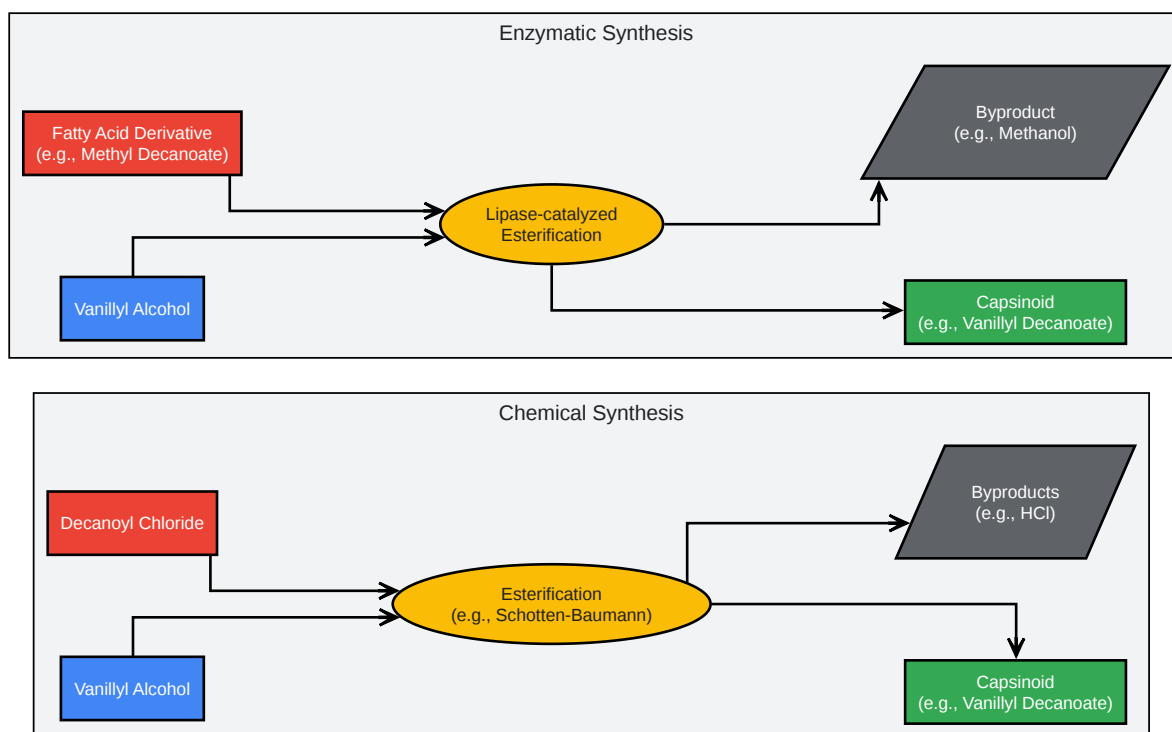 Enzymatic Synthesis
Fatty Acid Derivative
(e.g., Methyl Decanoate)
Byproduct
(e.g., Methanol)
Lipase-catalyzed
Esterification
Vanillyl Alcohol
Capsinoid
(e.g., Vanillyl Decanoate)
Chemical Synthesis
Decanoyl Chloride
Byproducts
(e.g., HCl)
Esterification
(e.g., Schotten-Baumann)
Vanillyl Alcohol
Capsinoid
(e.g., Vanillyl Decanoate)